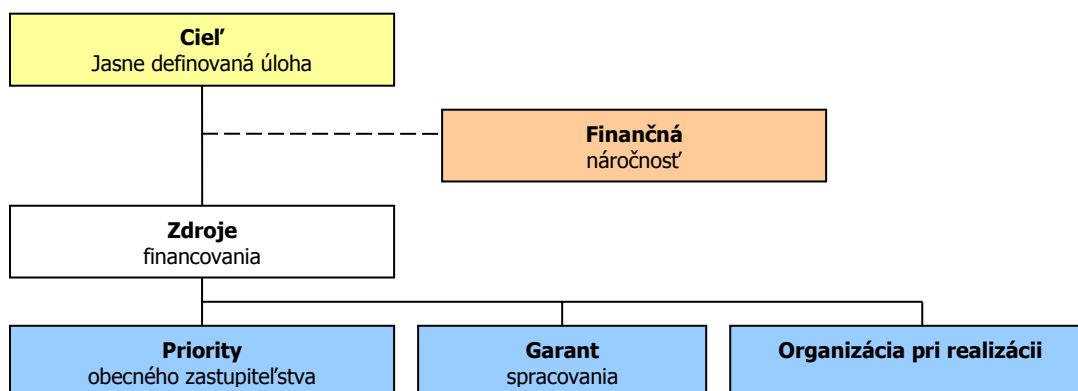 Cieľ
Jasne definovaná úloha
Finančná
náročnosť
Zdroje
financovania
Priority
obecného zastupiteľstva
Garant
spracovania
Organizácia pri realizácii